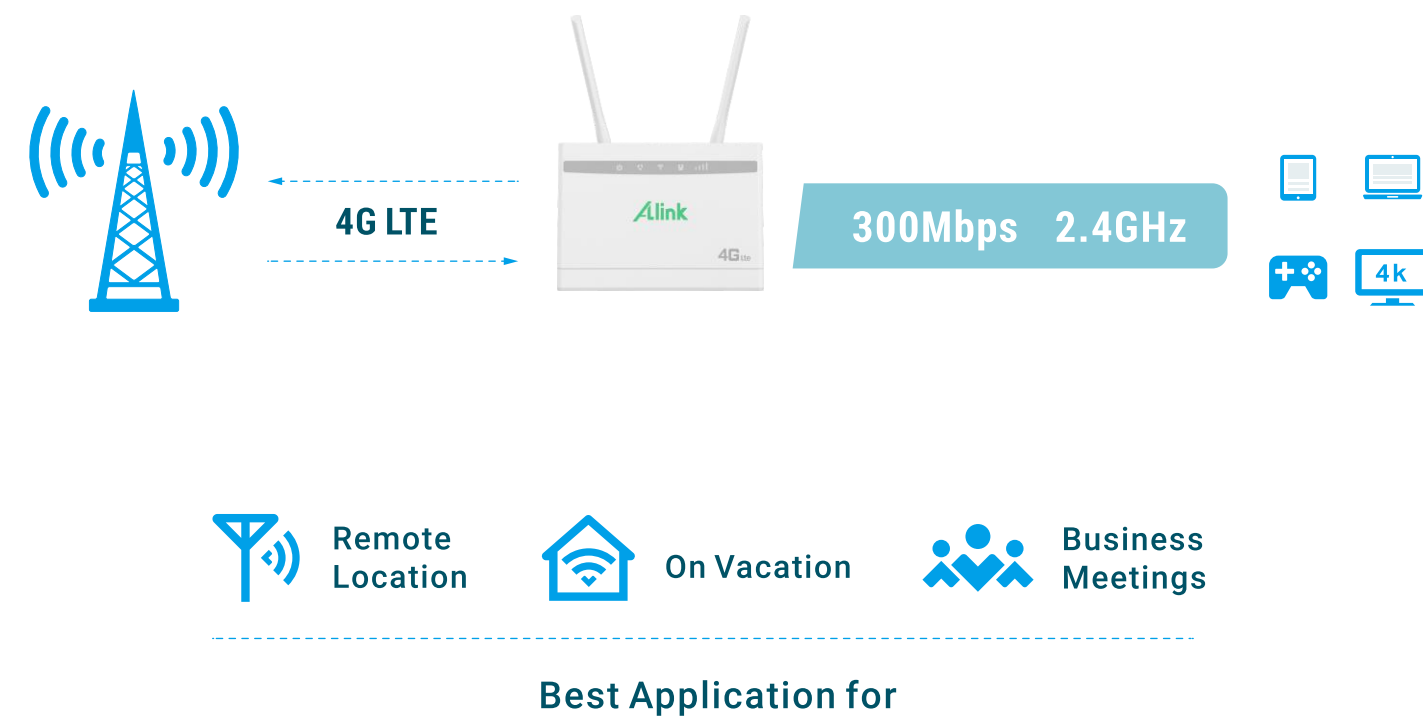 4G LTE
Alink
4G Lte
300Mbps 2.4GHz
4k
Remote
Location
On Vacation
Business
Meetings
Best Application for